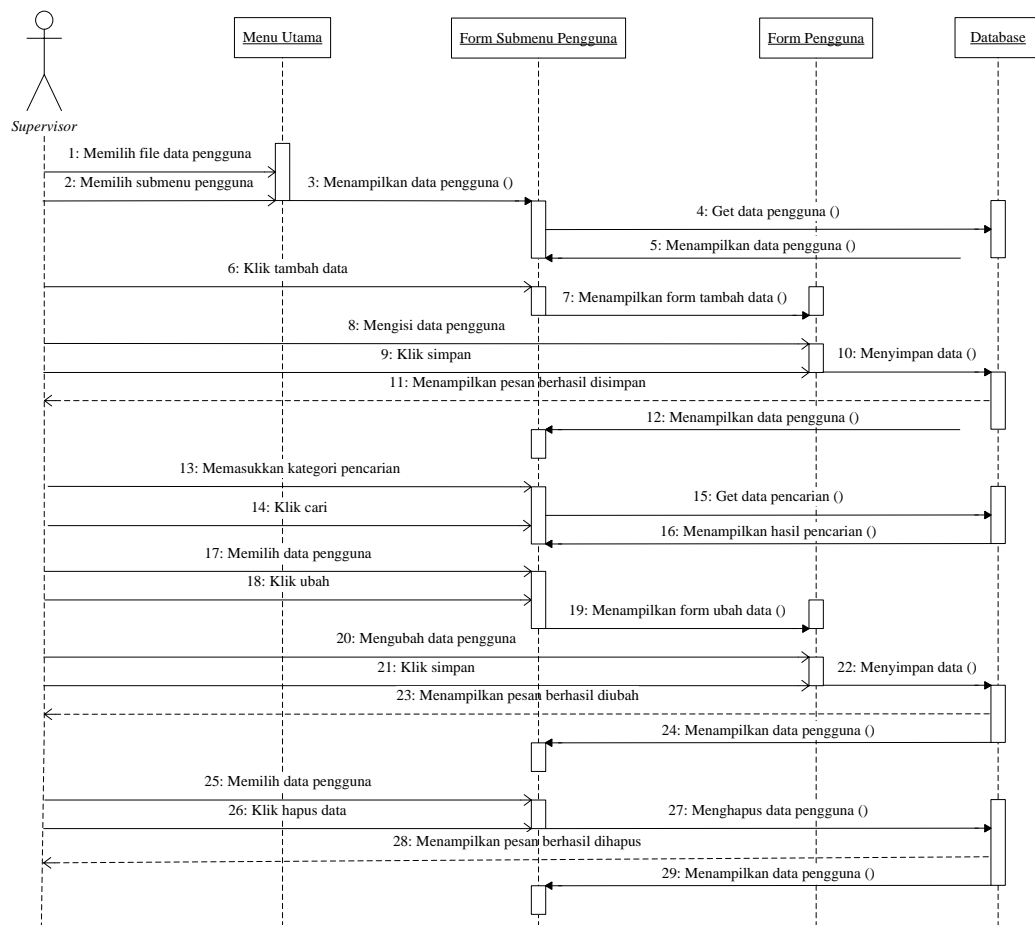 Menu Utama
Form Submenu Pengguna
Form Pengguna
Database
Supervisor
1: Memilih file data pengguna
2: Memilih submenu pengguna
3: Menampilkan data pengguna ()
4: Get data pengguna ()
5: Menampilkan data pengguna ()
6: Klik tambah data
7: Menampilkan form tambah data ()
8: Mengisi data pengguna
9: Klik simpan
10: Menyimpan data ()
11: Menampilkan pesan berhasil disimpan
12: Menampilkan data pengguna ()
13: Memasukkan kategori pencarian
14: Klik cari
15: Get data pencarian ()
16: Menampilkan hasil pencarian ()
17: Memilih data pengguna
18: Klik ubah
19: Menampilkan form ubah data ()
20: Mengubah data pengguna
21: Klik simpan
22: Menyimpan data ()
23: Menampilkan pesan berhasil diubah
24: Menampilkan data pengguna ()
25: Memilih data pengguna
26: Klik hapus data
27: Menghapus data pengguna ()
28: Menampilkan pesan berhasil dihapus
29: Menampilkan data pengguna ()